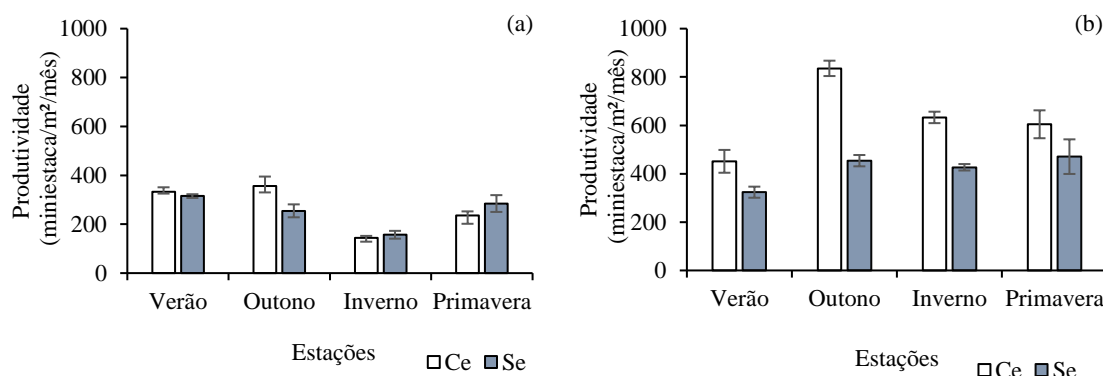 (a)
Produtividade
(miniestaca/m²/mês)
1000
800
600
400
200
0
Verão Outono Inverno Primavera
Estações
Ce Se
(b)
Produtividade
(miniestaca/m²/mês)
1000
800
600
400
200
0
Verão Outono Inverno Primavera
Estações
Ce Se